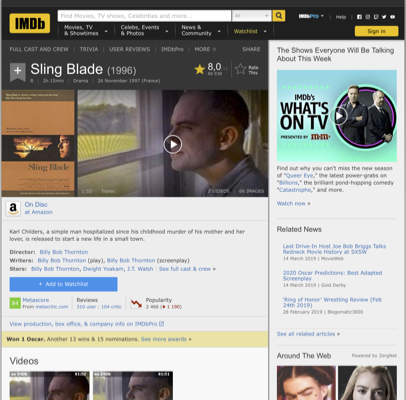 IMDb
Find Movies, TV shows, Celebrities and more...
All
IMDbPro
Help
Movies, TV
& Showtimes
Celebs, Events
& Photos
News &
Community
Watchlist
Sign in
FULL CAST AND CREW
TRIVIA
USER REVIEWS
IMDbPro
MORE
SHARE
+
Sling Blade (1996)
8,0
Rate
This
2h 15min | Drama | 26 November 1997 (France)
Sling Blade
1:52 Trailer
2 VIDEOS
66 IMAGES
a
On Disc
at Amazon
Karl Childers, a simple man hospitalized since his childhood murder of his mother and her
lover, is released to start a new life in a small town.
Director: Billy Bob Thornton
Writers: Billy Bob Thornton (play), Billy Bob Thornton (screenplay)
Stars: Billy Bob Thornton, Dwight Yoakam, J.T. Walsh | See full cast & crew »
+ Add to Watchlist
84
Metascore
From metacritic.com
Reviews
310 user | 104 critic
Popularity
2 466
View production, box office, & company info on IMDbPro
Won 1 Oscar. Another 13 wins & 15 nominations. See more awards »
Videos
The Shows Everyone Will Be Talking
About This Week
IMDb's
WHAT'S
ON TV
PRESENTED BY
Find out why you can't miss the new season
of "Queer Eye," the latest power-grabs on
"Billions," the brilliant pond-hopping comedy
"Catastrophe," and more.
Watch now »
Related News
Last Drive-In Host Joe Bob Briggs Talks
Redneck Movie History at SXSW
14 March 2019 | MovieWeb
2020 Oscar Predictions: Best Adapted
Screenplay
14 March 2019 | Gold Derby
'Ring of Honor' Wrestling Review (Feb
24th 2019)
28 February 2019 | Blogomatic3000
See all related articles »
Around The Web
Powered by ZergNet